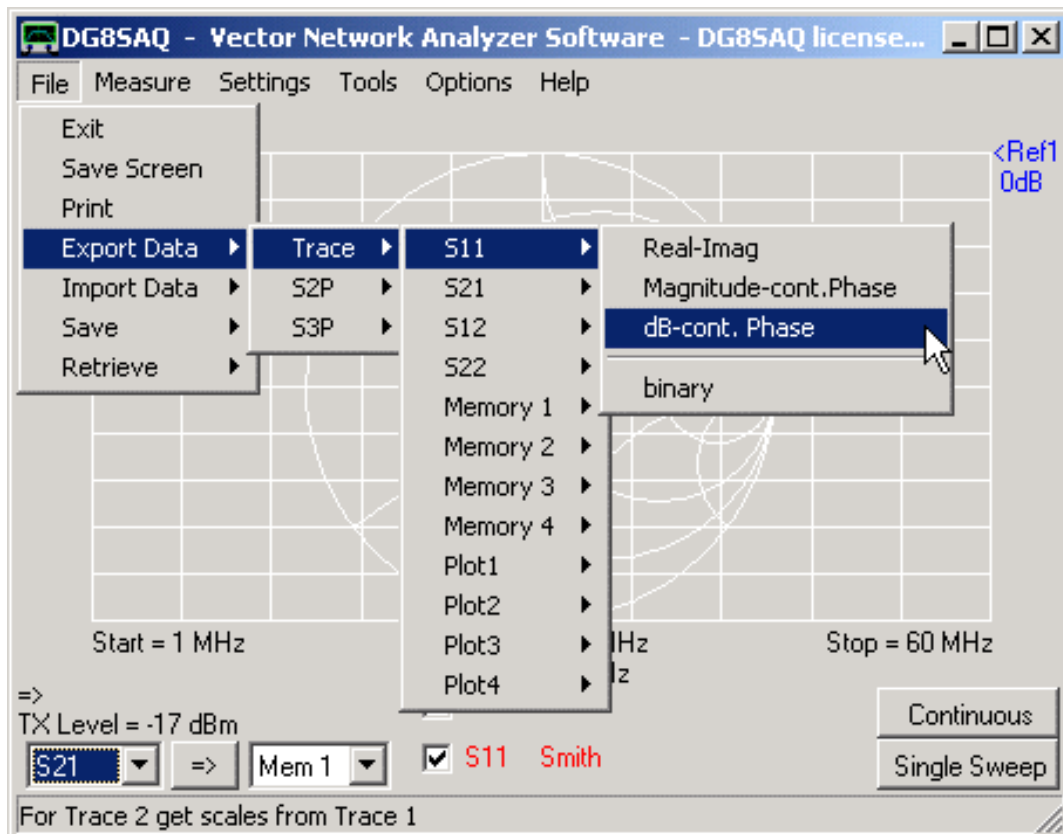 DG8SAQ - Vector Network Analyzer Software - DG8SAQ license...
File Measure Settings Tools Options Help
Exit
Save Screen
Print
Export Data
Import Data
Save
Retrieve
Trace
S2P
S3P
S11
S21
S12
S22
Memory 1
Memory 2
Memory 3
Memory 4
Plot1
Plot2
Plot3
Plot4
Real-Imag
Magnitude-cont.Phase
dB-cont. Phase
binary
<Ref1
0dB
Start = 1 MHz
Stop = 60 MHz
=>
TX Level = -17 dBm
S21 => Mem 1
S11 Smith
Continuous
Single Sweep
For Trace 2 get scales from Trace 1